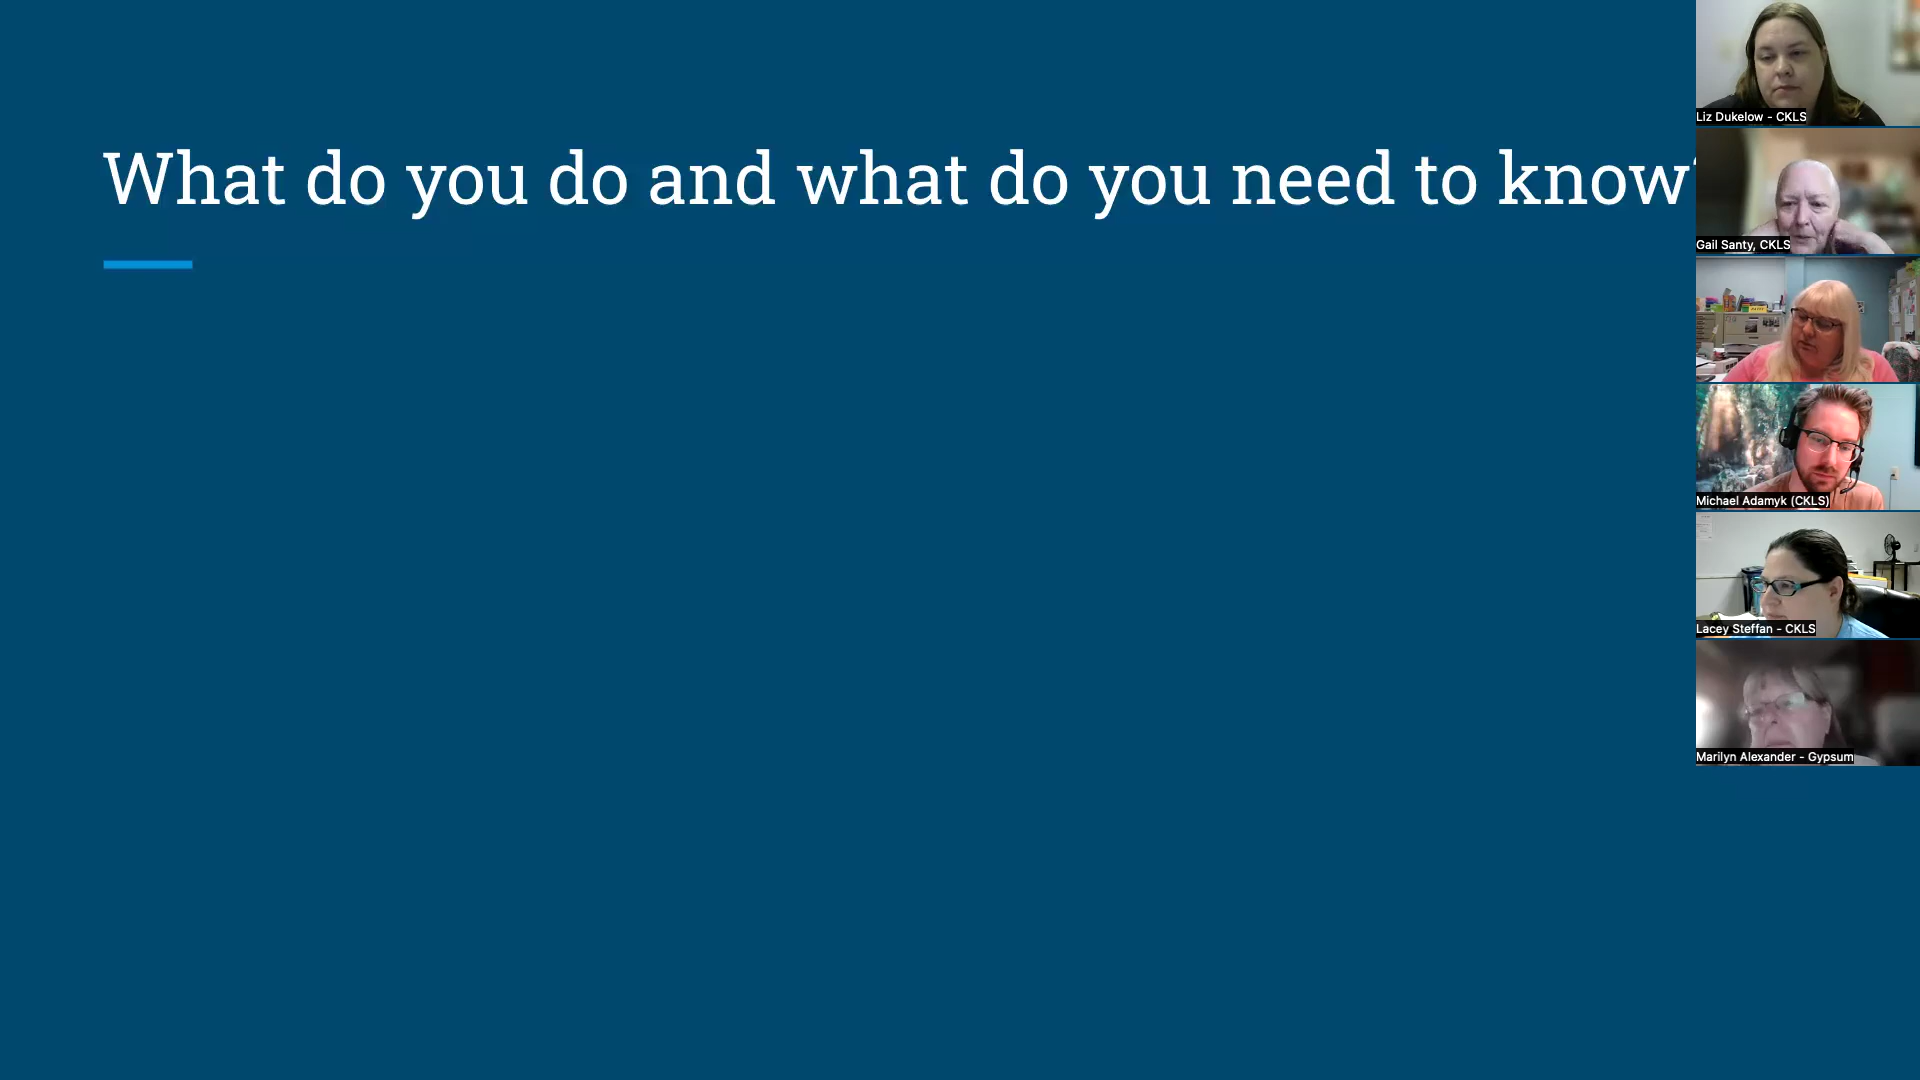 What do you do and what do you need to know?
Liz Dukelow - CKLS
Gail Santy, CKLS
Michael Adamyk (CKLS)
Lacey Steffan - CKLS
Marilyn Alexander - Gypsum